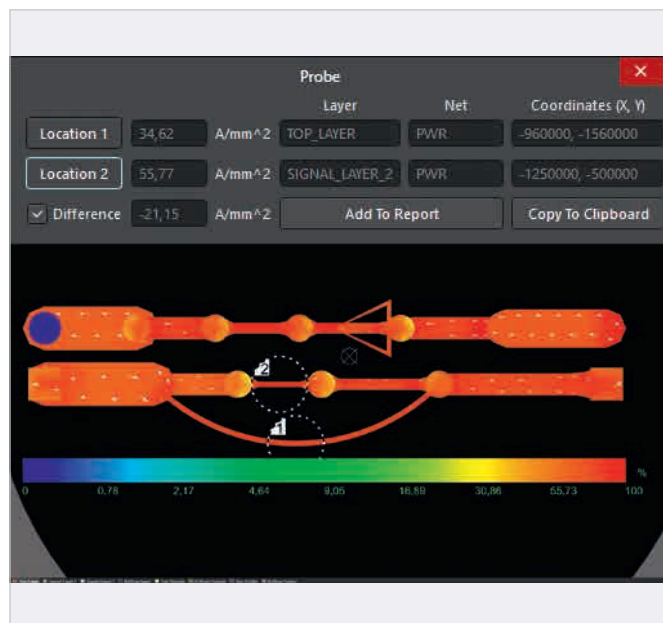 Probe
Layer Net Coordinates (X, Y)
Location 1 34,62 A/mm^2 TOP_LAYER PWR -960000, -1560000
Location 2 55,77 A/mm^2 SIGNAL_LAYER_2 PWR -1250000, -500000
Difference -21,15 A/mm^2 Add To Report Copy To Clipboard
2
1
%
0 0,78 2,17 4,64 9,05 16,89 30,86 55,73 100